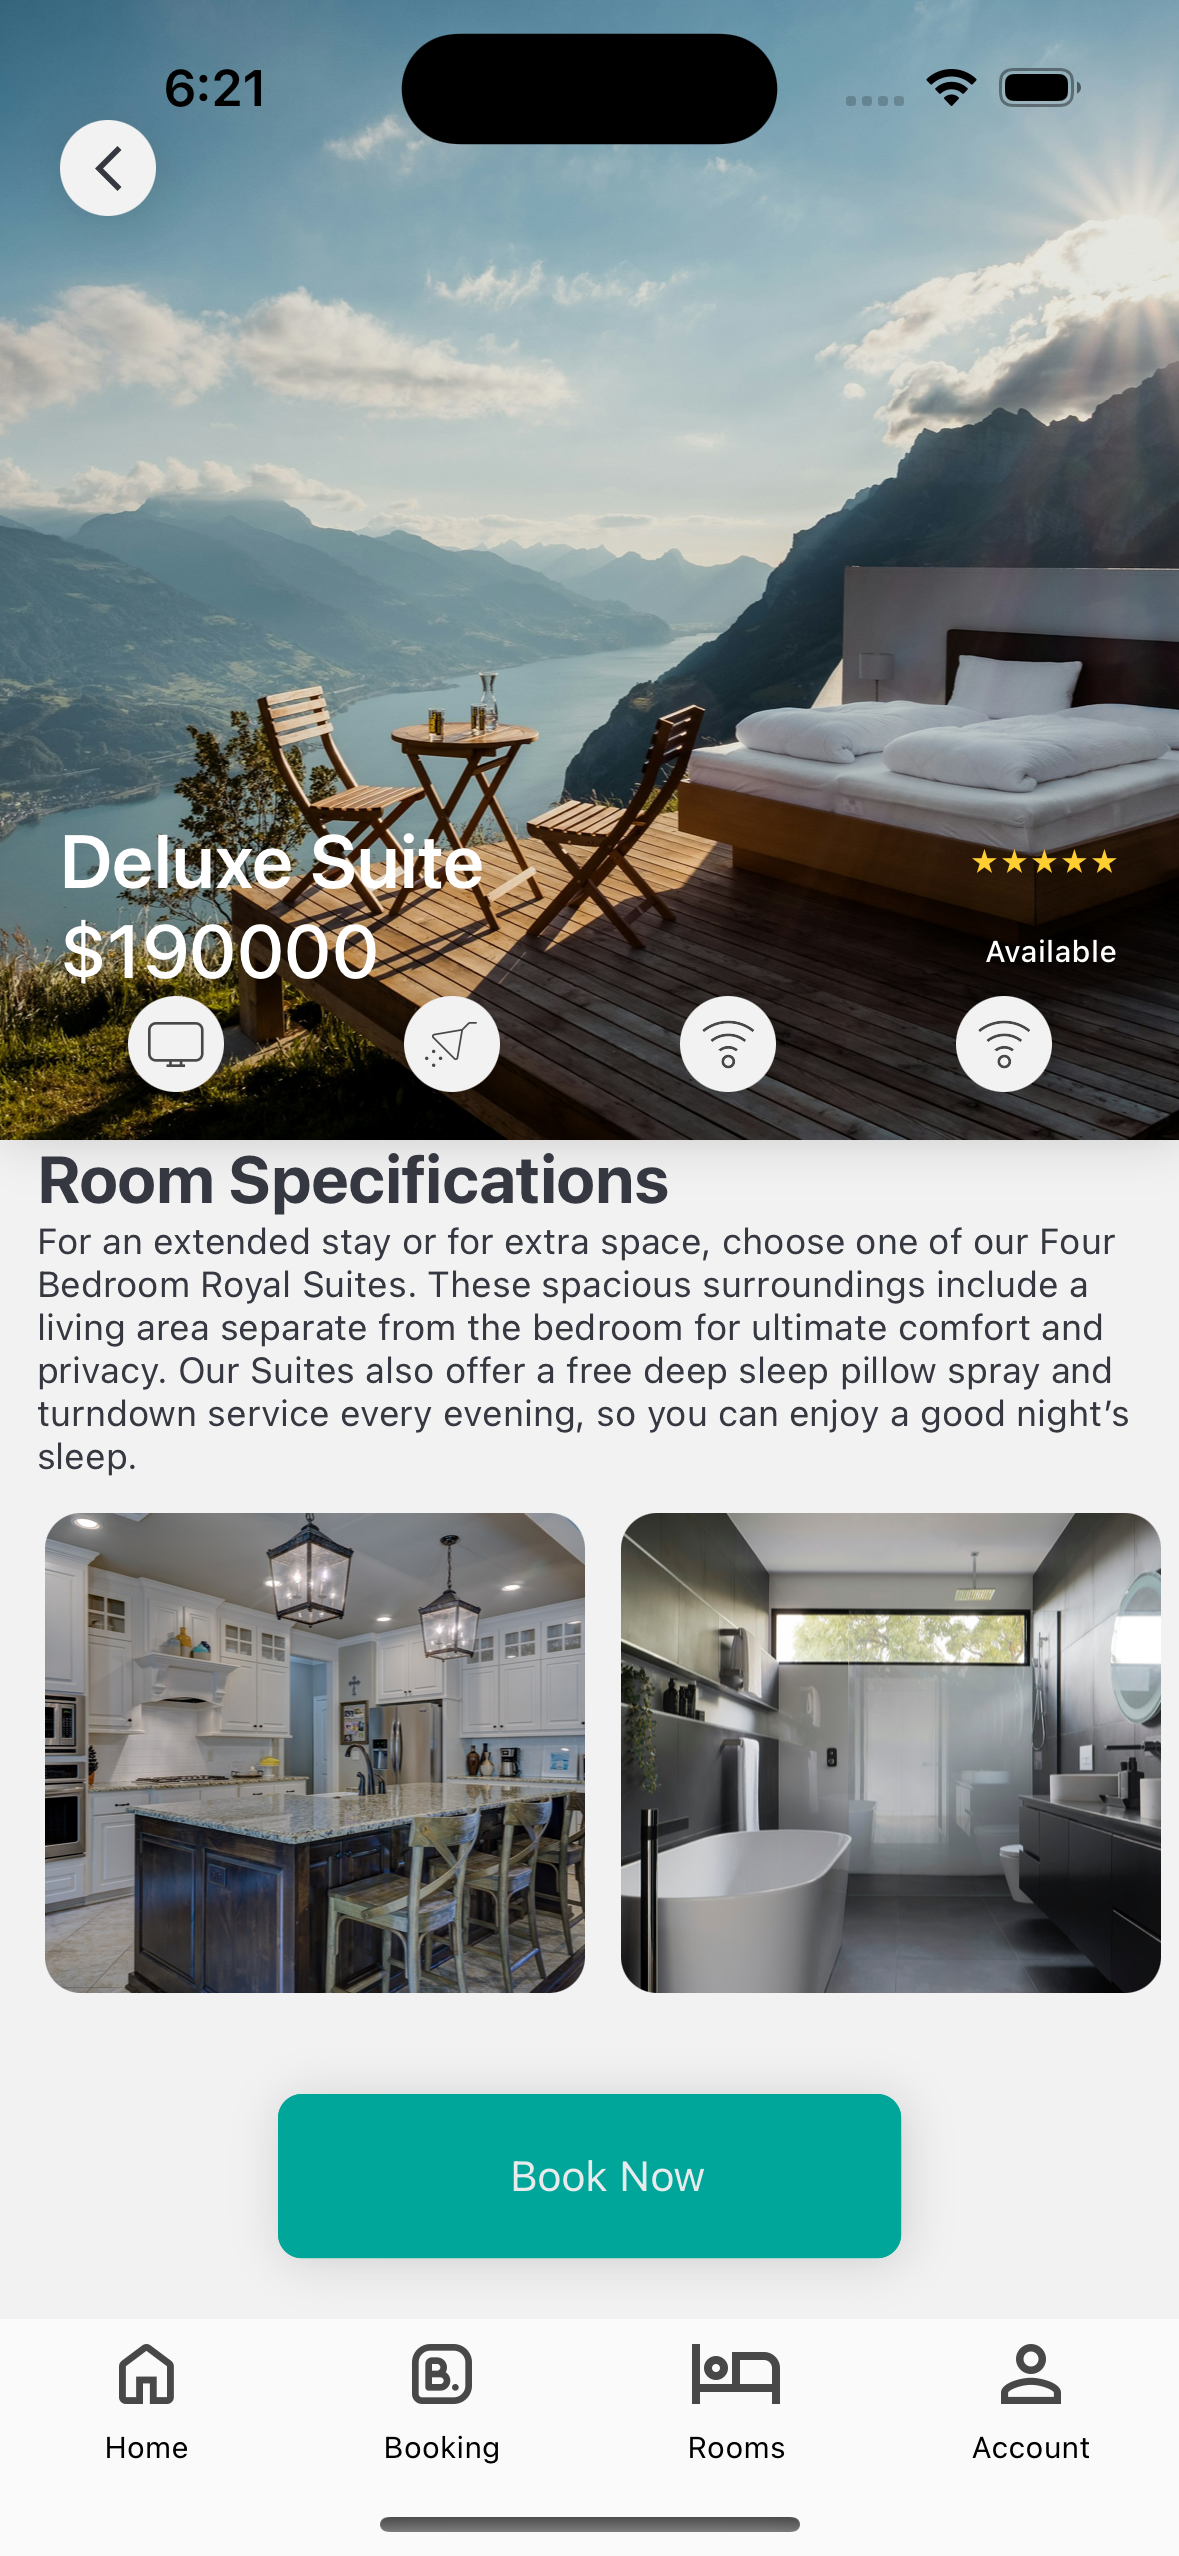 6:21
Deluxe Suite
★★★★★
$190000
Available
Room Specifications
For an extended stay or for extra space, choose one of our Four
Bedroom Royal Suites. These spacious surroundings include a
living area separate from the bedroom for ultimate comfort and
privacy. Our Suites also offer a free deep sleep pillow spray and
turndown service every evening, so you can enjoy a good night’s
sleep.
Book Now
B.
Home
Booking
Rooms
Account